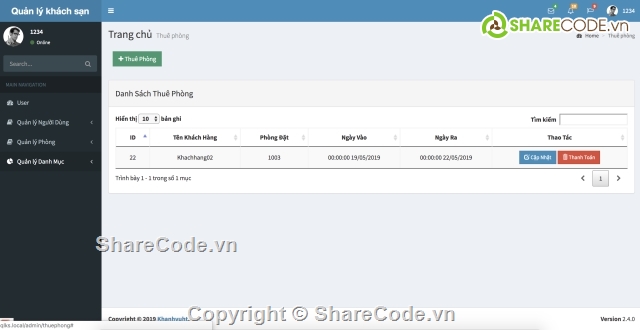 Quản lý khách sạn
SHARECODE.vn
1234
1234
Online
Trang chủ Thuê phòng
Home > Thuê phòng
Search...
+ Thuê Phòng
MAIN NAVIGATION
User
Quản lý Người Dùng
Quản lý Phòng
Quản lý Danh Mục
Danh Sách Thuê Phòng
Hiển thị 10 bản ghi
Tìm kiếm
ID Tên Khách Hàng Phòng Đặt Ngày Vào Ngày Ra Thao Tác
22 Khachhang02 1003 00:00:00 19/05/2019 00:00:00 22/05/2019 Cập Nhật Thanh Toán
Trình bày 1 - 1 trong số 1 mục
1
ShareCode.vn
Copyright © 2019 Khanhvuht.
Version 2.4.0
Copyright © ShareCode.vn
qlks.local/admin/thuephong#